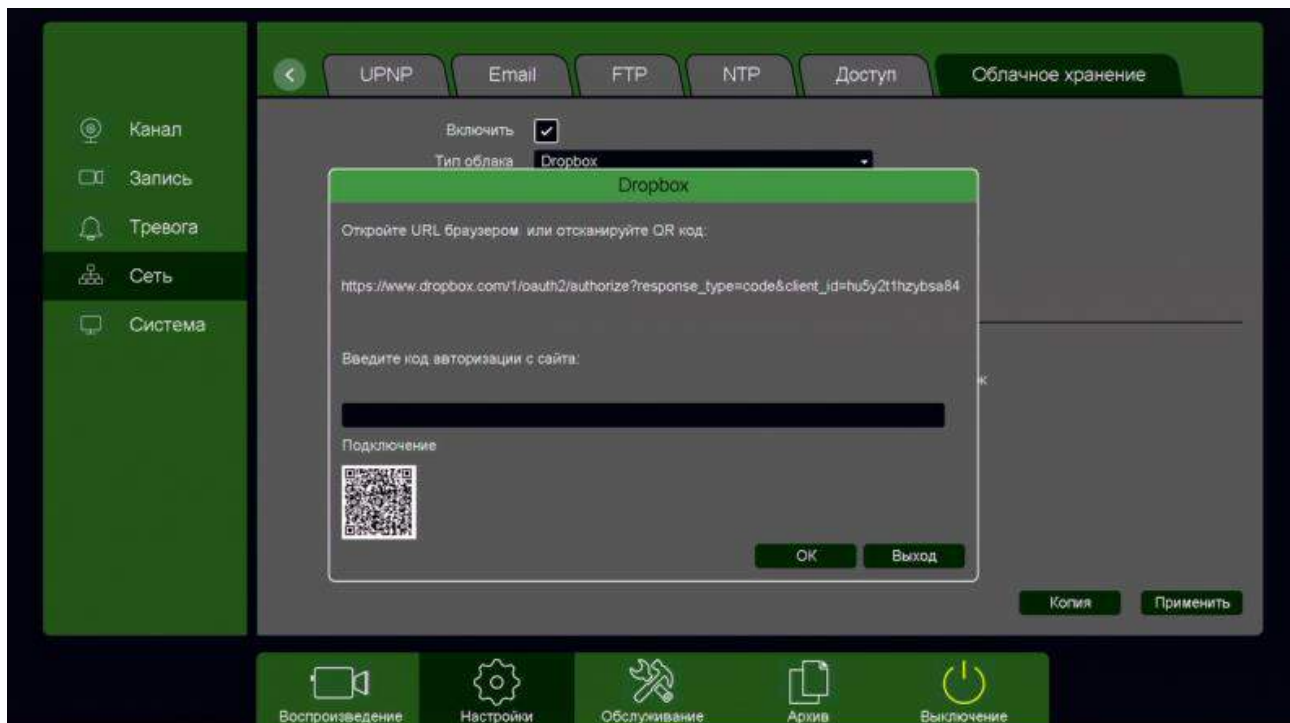 UPNP
Email
FTP
NTP
Доступ
Облачное хранение
Канал
Запись
Тревога
Сеть
Система
Включить
Тип облака Dropbox
Dropbox
Откройте URL браузером или отсканируйте QR код:
https://www.dropbox.com/1/oauth2/authorize?response_type=code&client_id=hu5y2t1hzybsa84
Введите код авторизации с сайта:
ж
Подключение
OK
Выход
Копия
Применить
Воспроизведение
Настройки
Обслуживание
Архив
Выключение